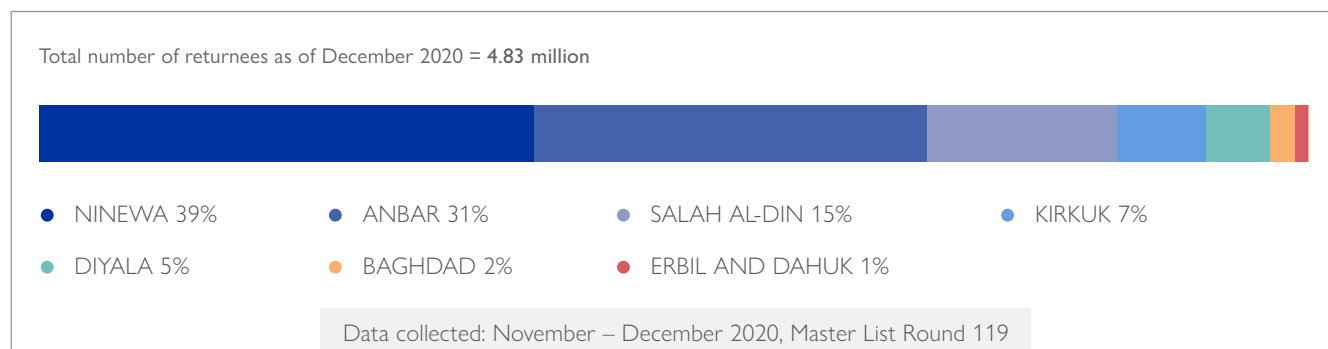 Total number of returnees as of December 2020 = 4.83 million
NINEWA 39%
ANBAR 31%
SALAH AL-DIN 15%
KIRKUK 7%
DIYALA 5%
BAGHDAD 2%
ERBIL AND DAHUK 1%
Data collected: November – December 2020, Master List Round 119